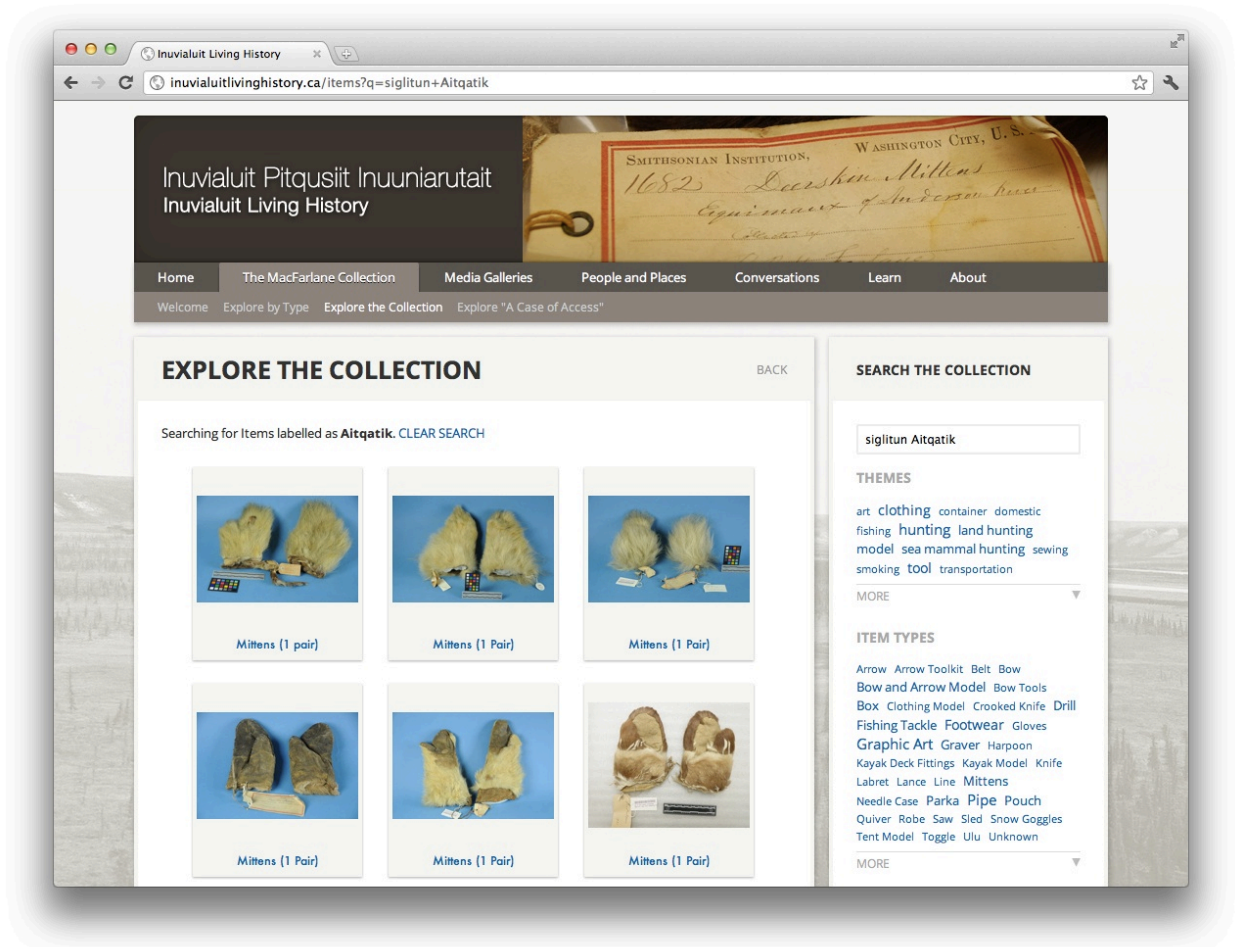 Inuvialuit Living History
inuvialuitlivinghistory.ca/items?q=siglitun+Aitqatik
Inuvialuit Pitqusiit Inuuniarutait
Inuvialuit Living History
SMITHSONIAN INSTITUTION, WASHINGTON CITY, U. S.
1682 Deerskin Mittens
Esquimaux of Anderson River
Home The MacFarlane Collection Media Galleries People and Places Conversations Learn About
Welcome Explore by Type Explore the Collection Explore "A Case of Access"
EXPLORE THE COLLECTION
BACK
Searching for Items labelled as Aitqatik. CLEAR SEARCH
Mittens (1 pair) Mittens (1 Pair) Mittens (1 Pair)
Mittens (1 Pair) Mittens (1 Pair) Mittens (1 Pair)
SEARCH THE COLLECTION
siglitun Aitqatik
THEMES
art clothing container domestic
fishing hunting land hunting
model sea mammal hunting sewing
smoking tool transportation
MORE
ITEM TYPES
Arrow Arrow Toolkit Belt Bow
Bow and Arrow Model Bow Tools
Box Clothing Model Crooked Knife Drill
Fishing Tackle Footwear Gloves
Graphic Art Graver Harpoon
Kayak Deck Fittings Kayak Model Knife
Labret Lance Line Mittens
Needle Case Parka Pipe Pouch
Quiver Robe Saw Sled Snow Goggles
Tent Model Toggle Ulu Unknown
MORE